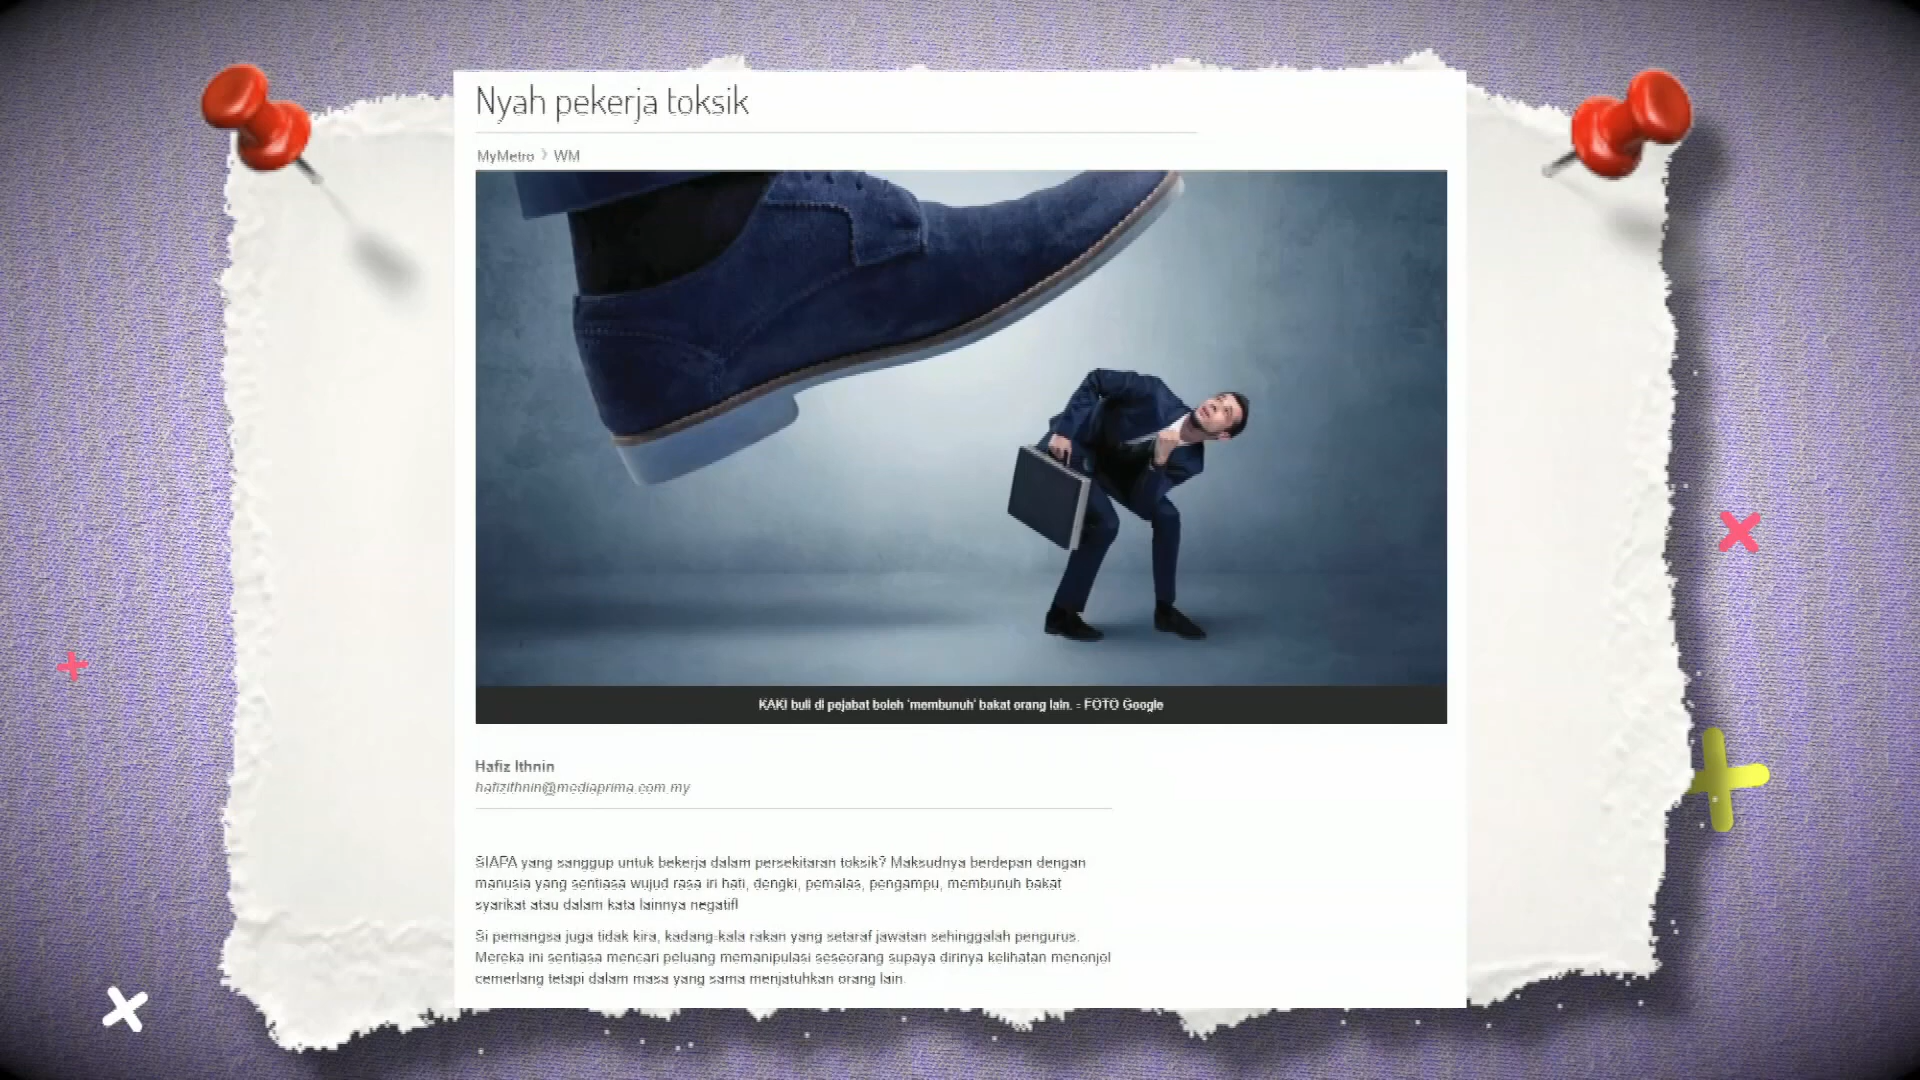 Nyah pekerja toksik
MyMetro > WM
KAKI buli di pejabat boleh 'membunuh' bakat orang lain. - FOTO Google
Hafiz Ithnin
hafizithnin@mediaprima.com.my
SIAPA yang sanggup untuk bekerja dalam persekitaran toksik? Maksudnya berdepan dengan
manusia yang sentiasa wujud rasa iri hati, dengki, pemalas, pengampu, membunuh bakat
syarikat atau dalam kata lainnya negatif!
Si pemangsa juga tidak kira, kadang-kala rakan yang setaraf jawatan sehinggalah pengurus.
Mereka ini sentiasa mencari peluang memanipulasi seseorang supaya dirinya kelihatan menonjol
cemerlang tetapi dalam masa yang sama menjatuhkan orang lain.